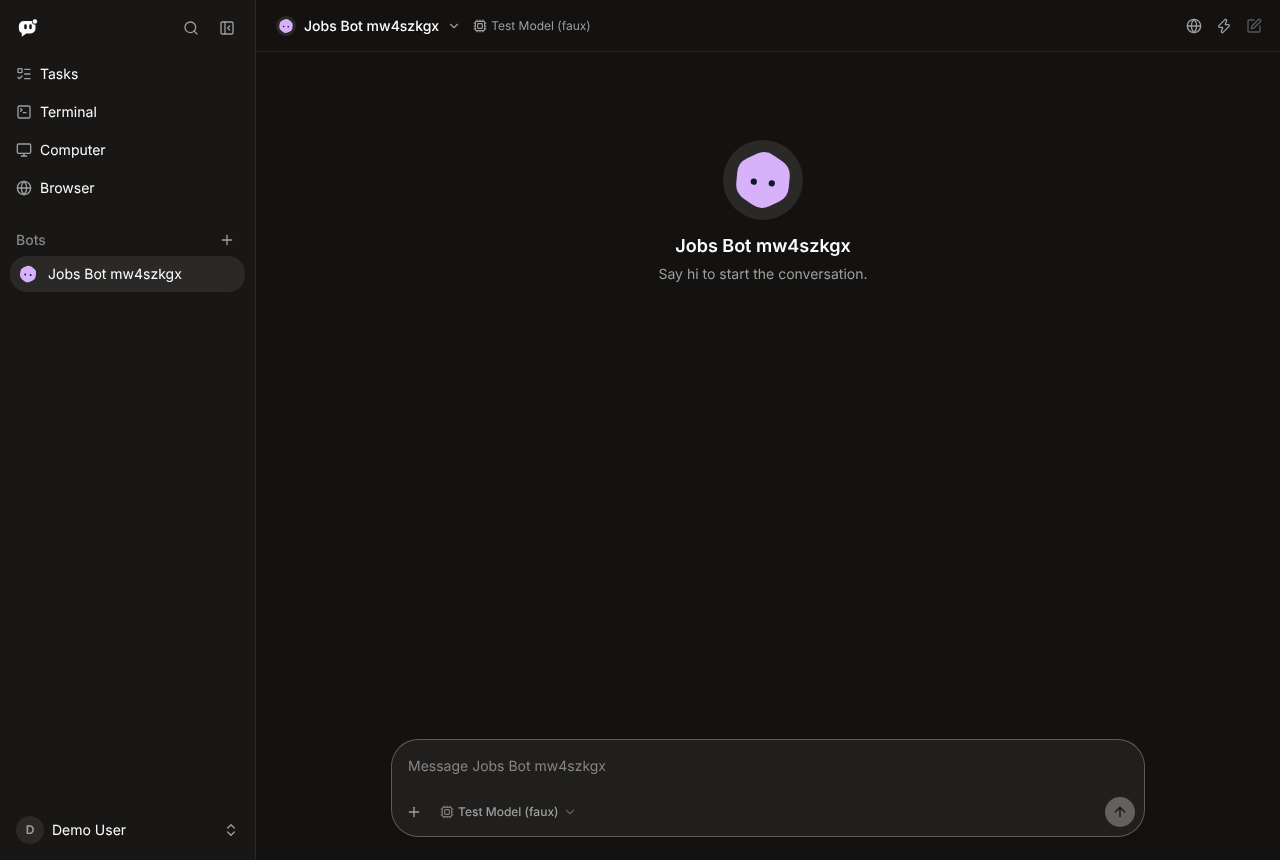 Tasks
Terminal
Computer
Browser
Bots
Jobs Bot mw4szkgx
D
Demo User
Jobs Bot mw4szkgx
Test Model (faux)
Jobs Bot mw4szkgx
Say hi to start the conversation.
Message Jobs Bot mw4szkgx
Test Model (faux)